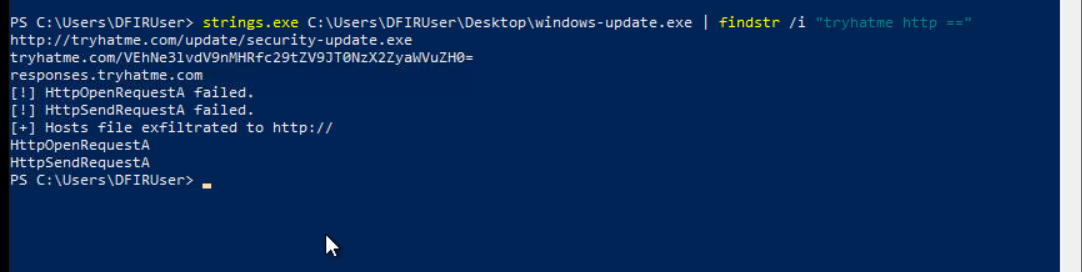 PS C:\Users\DFIRUser> strings.exe C:\Users\DFIRUser\Desktop\windows-update.exe | findstr /i "tryhatme http =="
http://tryhatme.com/update/security-update.exe
tryhatme.com/VEhNe3lvdV9nMHRfc29tZV9JT0NzX2ZyaWVuZH0=
responses.tryhatme.com
[!] HttpOpenRequestA failed.
[!] HttpSendRequestA failed.
[+] Hosts file exfiltrated to http://
HttpOpenRequestA
HttpSendRequestA
PS C:\Users\DFIRUser>